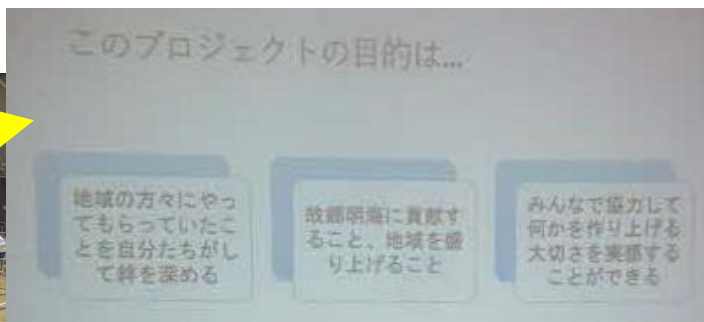 このプロジェクトの目的は...
地域の方々にやっ
てもらっていたこ
とを自分たちがし
て絆を深める
故郷明海に貢献す
ること、地域を盛
り上げること
みんなで協力して
何かを作り上げる
大切さを実感する
ことができる